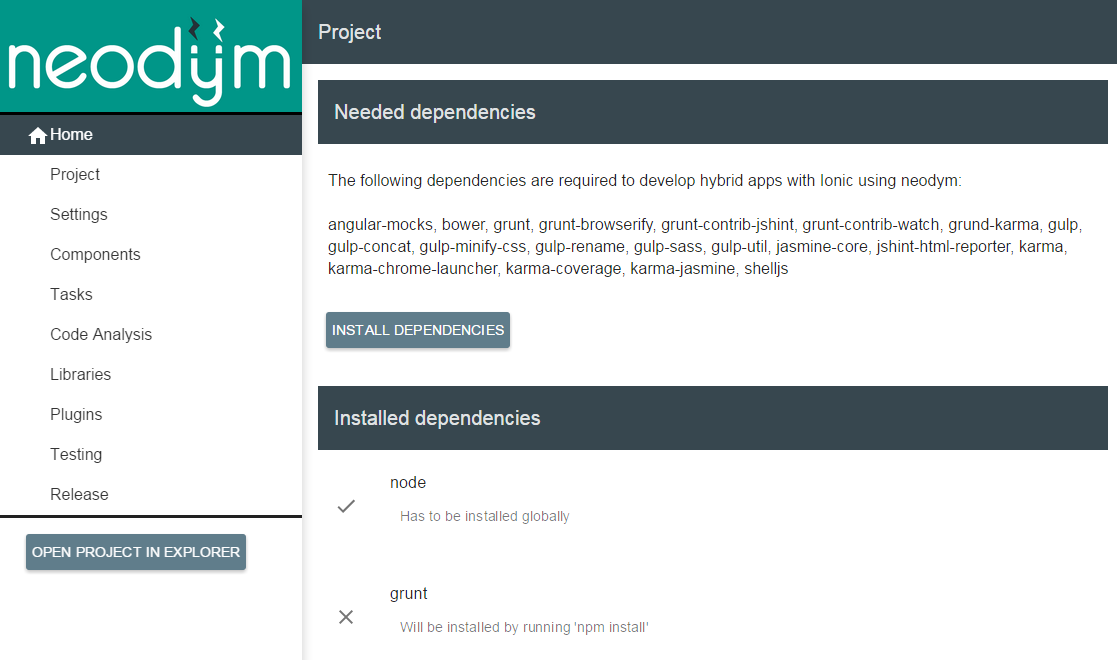 neodym
Home
Project
Settings
Components
Tasks
Code Analysis
Libraries
Plugins
Testing
Release
OPEN PROJECT IN EXPLORER
Project
Needed dependencies
The following dependencies are required to develop hybrid apps with Ionic using neodym:
angular-mocks, bower, grunt, grunt-browserify, grunt-contrib-jshint, grunt-contrib-watch, grund-karma, gulp,
gulp-concat, gulp-minify-css, gulp-rename, gulp-sass, gulp-util, jasmine-core, jshint-html-reporter, karma,
karma-chrome-launcher, karma-coverage, karma-jasmine, shelljs
INSTALL DEPENDENCIES
Installed dependencies
node
Has to be installed globally
grunt
Will be installed by running 'npm install'